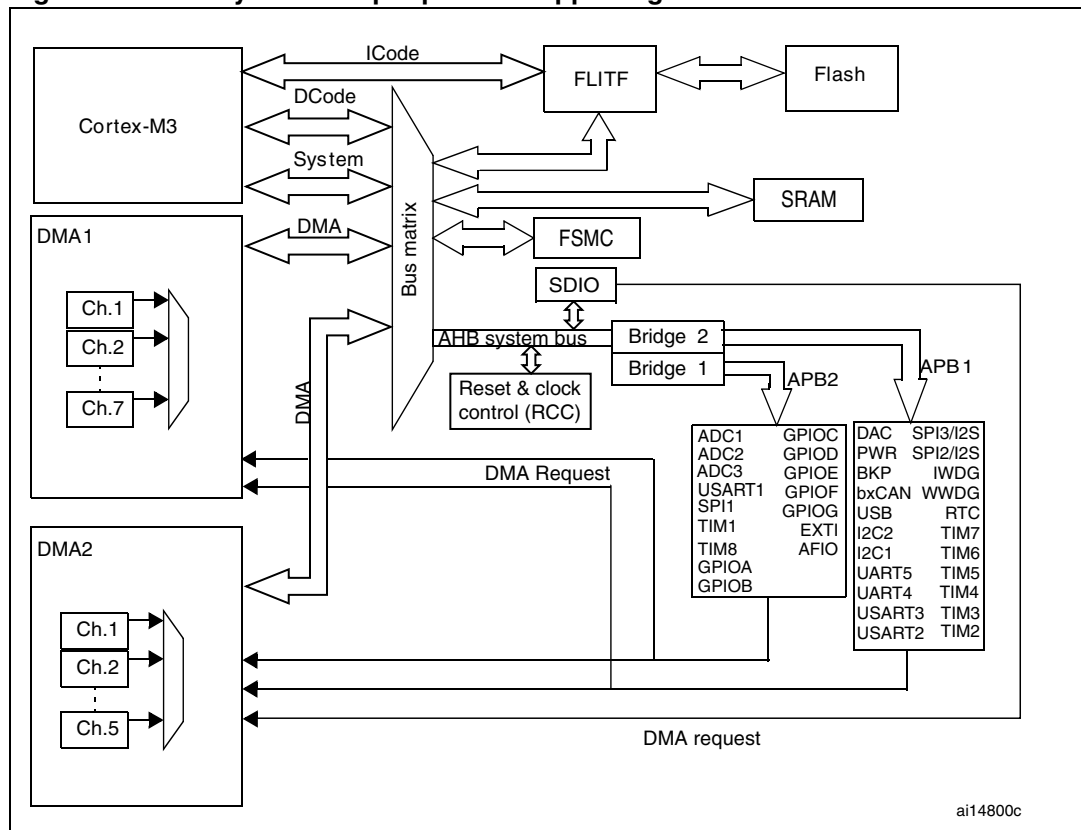 ICode
FLITF
Flash
DCode
Cortex-M3
System
SRAM
DMA
DMA1
FSMC
Bus matrix
SDIO
Ch.1
Ch.2
Ch.7
AHB system bus
Bridge 2
Bridge 1
APB2
APB 1
Reset & clock
control (RCC)
DMA
ADC1 GPIOC
ADC2 GPIOD
ADC3 GPIOE
USART1 GPIOF
SPI1 GPIOG
TIM1 EXTI
TIM8 AFIO
GPIOA
GPIOB
DAC SPI3/I2S
PWR SPI2/I2S
BKP IWDG
bxCAN WWDG
USB RTC
I2C2 TIM7
I2C1 TIM6
UART5 TIM5
UART4 TIM4
USART3 TIM3
USART2 TIM2
DMA Request
DMA2
Ch.1
Ch.2
Ch.5
DMA request
ai14800c